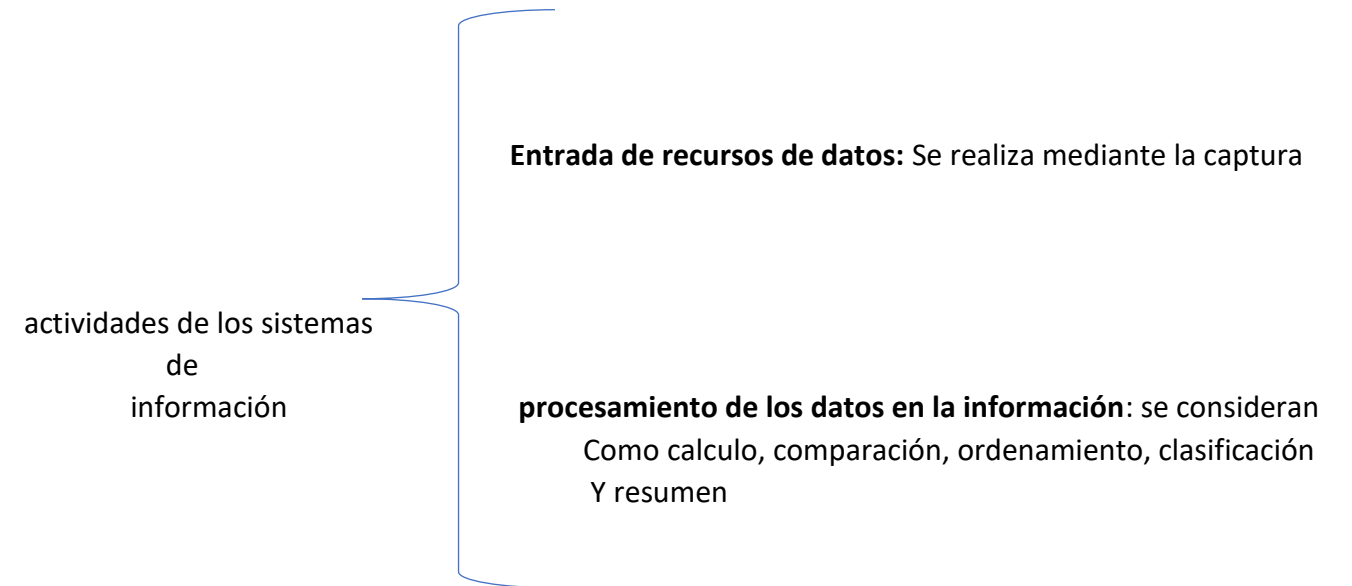 actividades de los sistemas
de
información
Entrada de recursos de datos: Se realiza mediante la captura
procesamiento de los datos en la información: se consideran
Como calculo, comparación, ordenamiento, clasificación
Y resumen